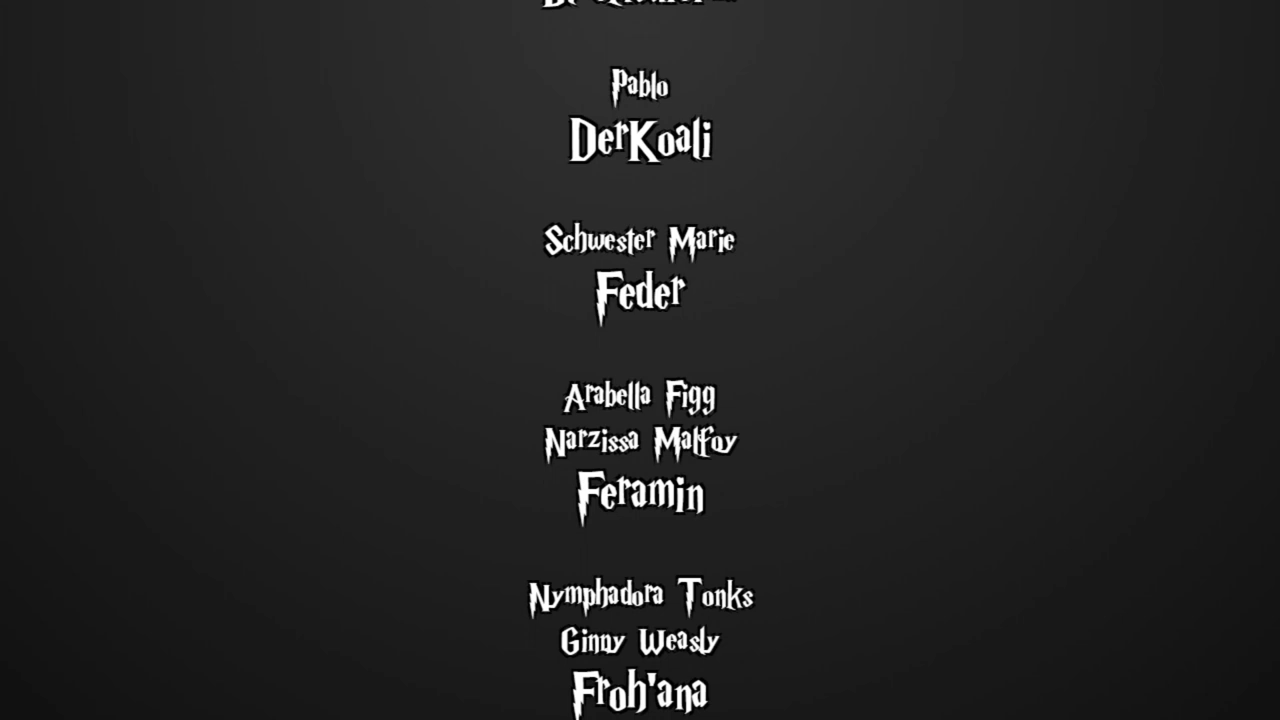 Pablo
DerKoali
Schwester Marie
Feder
Arabella Figg
Narzissa Malfoy
Feramin
Nymphadora Tonks
Ginny Weasly
Froh'ana